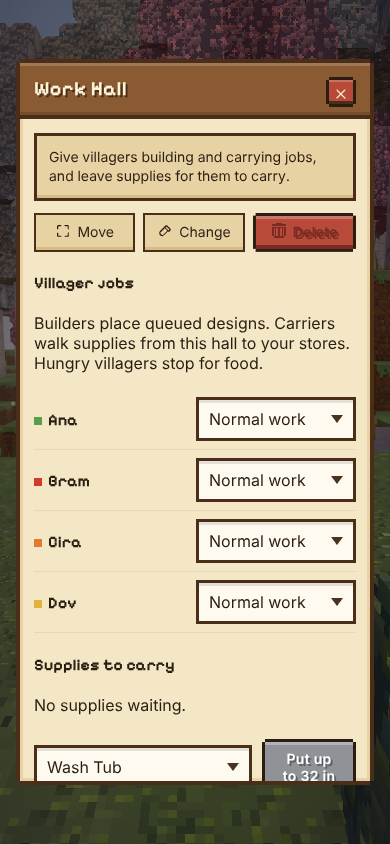 Work Hall
Give villagers building and carrying jobs,
and leave supplies for them to carry.
Move
Change
Delete
Villager jobs
Builders place queued designs. Carriers
walk supplies from this hall to your stores.
Hungry villagers stop for food.
Ana
Normal work
Bram
Normal work
Oira
Normal work
Dov
Normal work
Supplies to carry
No supplies waiting.
Wash Tub
Put up
to 32 in